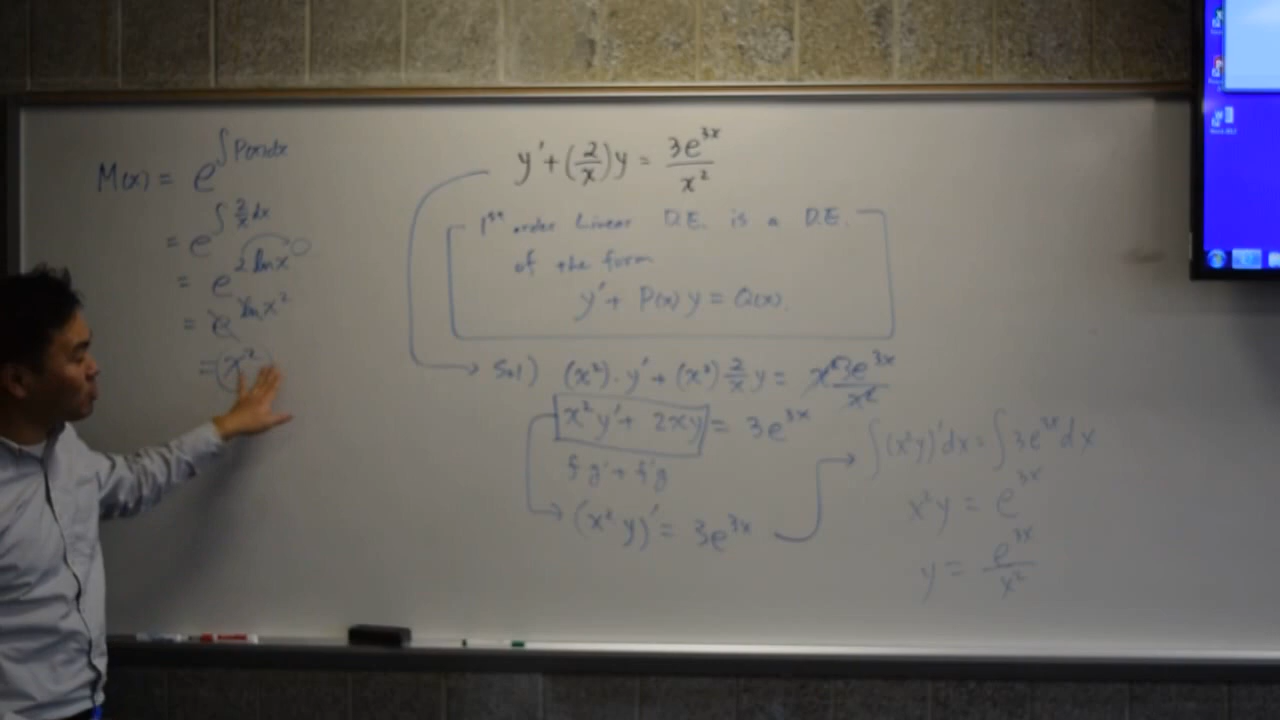 M(x) = e^{∫P(x)dx}
= e^{∫ 2/x dx}
= e^{2 ln x}
= e^{ln x²}
= x²
y' + (2/x)y = 3e^{3x}/x²
1st order Linear D.E. is a D.E.
of the form
y' + P(x) y = Q(x).
Sol) (x²)·y' + (x²) 2/x y = x² 3e^{3x}/x²
x²y' + 2xy = 3e^{3x}
fg' + f'g
(x²y)' = 3e^{3x}
∫(x²y)'dx = ∫3e^{3x}dx
x²y = e^{3x}
y = e^{3x}/x²